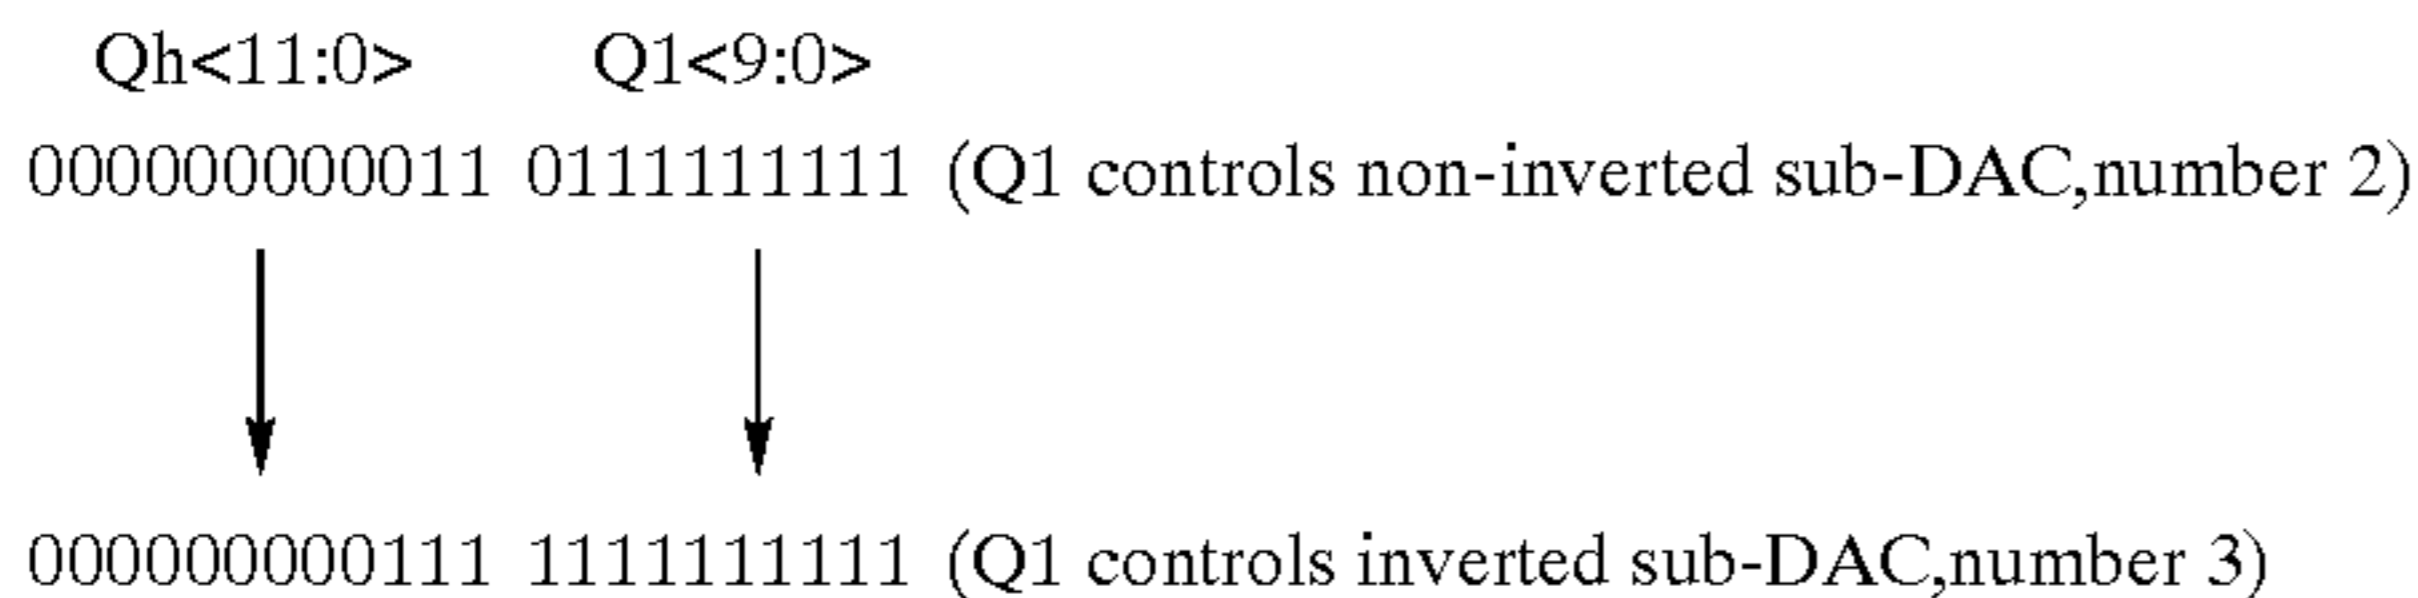 Qh<11:0> Q1<9:0>
000000000011 0111111111 (Q1 controls non-inverted sub-DAC,number 2)
000000000111 1111111111 (Q1 controls inverted sub-DAC,number 3)